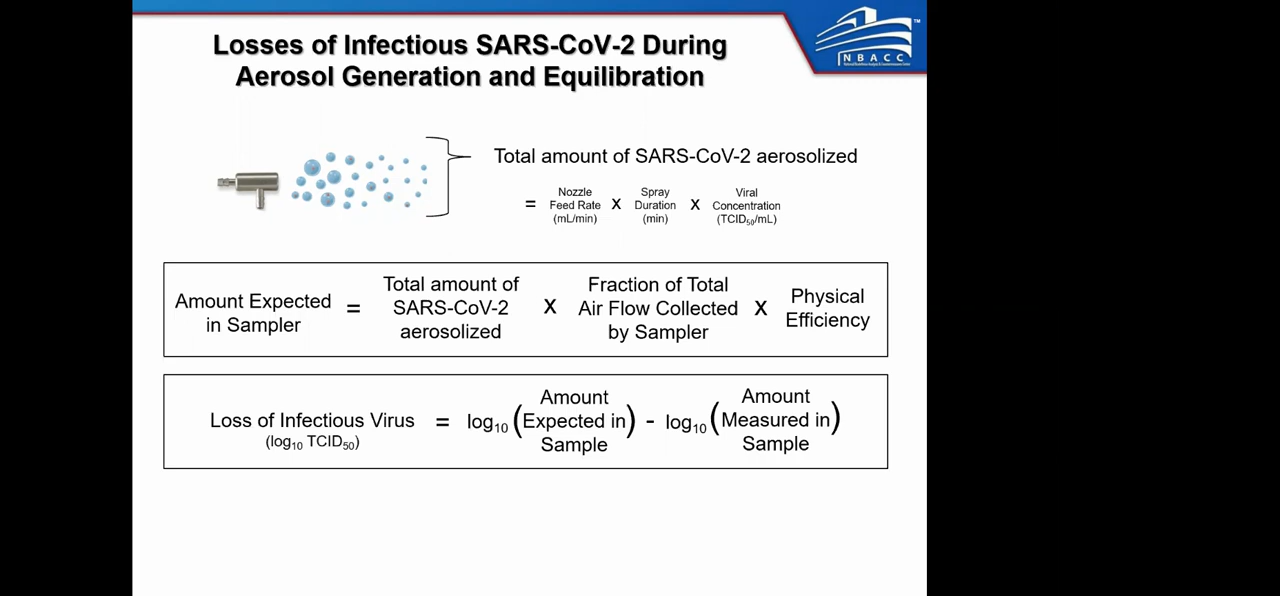 Losses of Infectious SARS-CoV-2 During
Aerosol Generation and Equilibration
NBACC
TM
Total amount of SARS-CoV-2 aerosolized
= Nozzle Feed Rate (mL/min) x Spray Duration (min) x Viral Concentration (TCID50/mL)
Amount Expected in Sampler = Total amount of SARS-CoV-2 aerosolized x Fraction of Total Air Flow Collected by Sampler x Physical Efficiency
Loss of Infectious Virus (log10 TCID50) = log10 (Amount Expected in Sample) - log10 (Amount Measured in Sample)